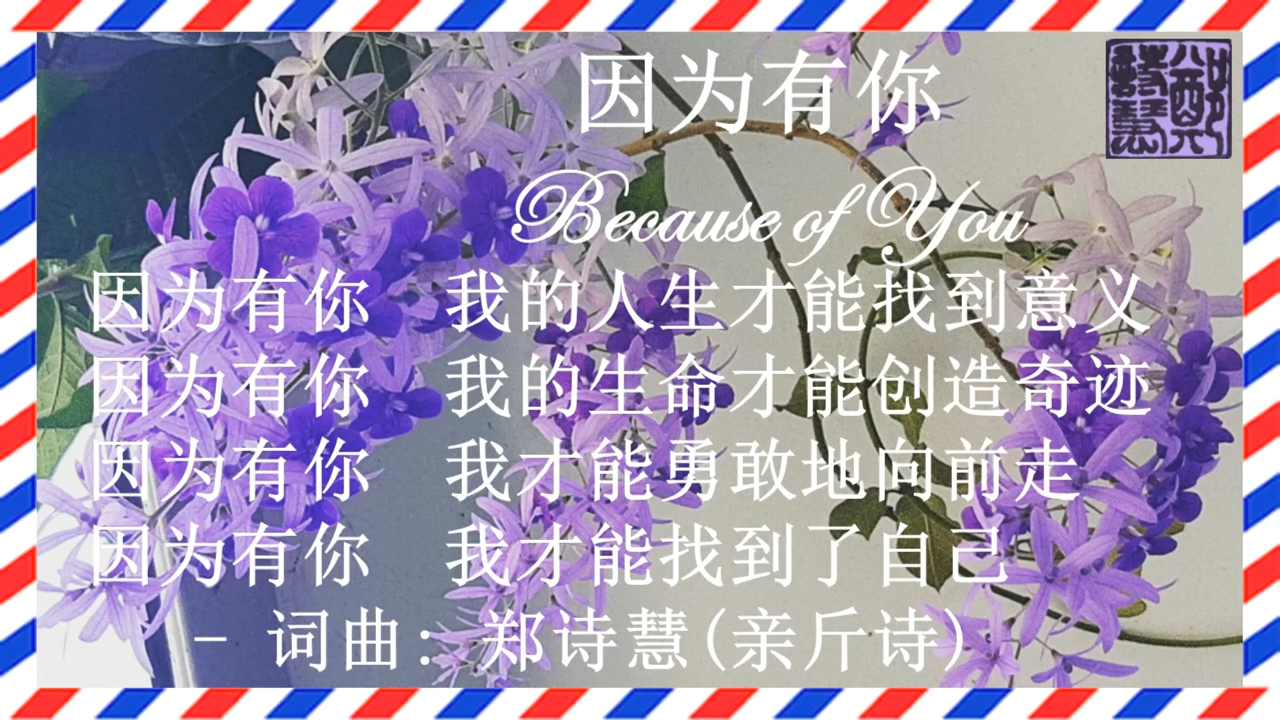 因为有你
Because of You
因为有你 我的人生才能找到意义
因为有你 我的生命才能创造奇迹
因为有你 我才能勇敢地向前走
因为有你 我才能找到了自己
- 词曲: 郑诗慧(亲斤诗)